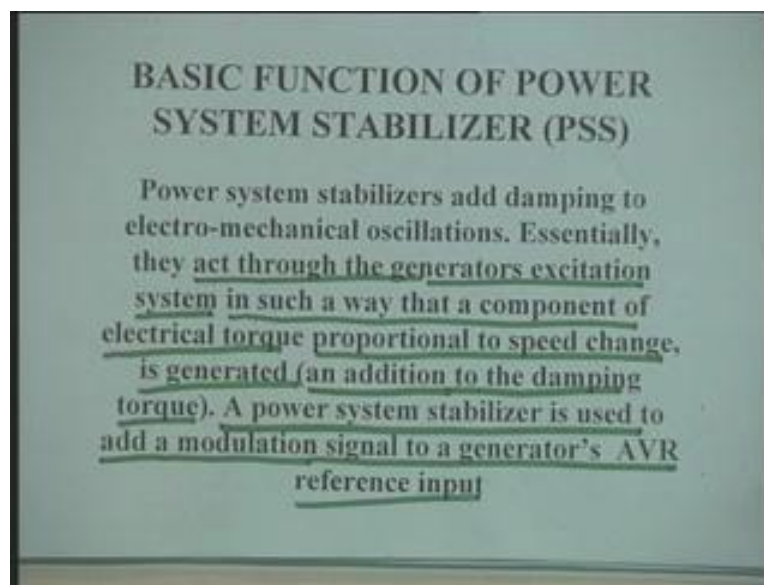 BASIC FUNCTION OF POWER
SYSTEM STABILIZER (PSS)
Power system stabilizers add damping to
electro-mechanical oscillations. Essentially,
they act through the generators excitation
system in such a way that a component of
electrical torque proportional to speed change,
is generated (an addition to the damping
torque). A power system stabilizer is used to
add a modulation signal to a generator's AVR
reference input